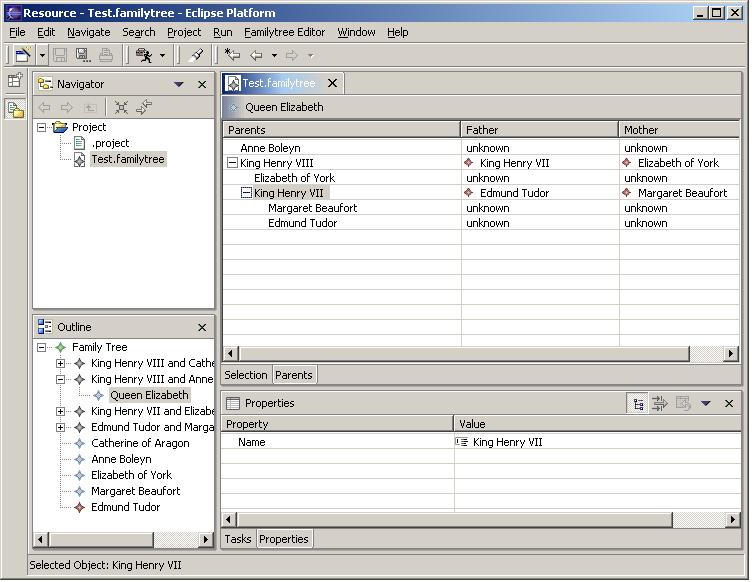 Resource - Test.familytree - Eclipse Platform
File Edit Navigate Search Project Run Familytree Editor Window Help
Navigator
Project
.project
Test.familytree
Outline
Family Tree
King Henry VIII and Cathe
King Henry VIII and Anne
Queen Elizabeth
King Henry VII and Elizabe
Edmund Tudor and Marga
Catherine of Aragon
Anne Boleyn
Elizabeth of York
Margaret Beaufort
Edmund Tudor
Test.familytree
Queen Elizabeth
Parents Father Mother
Anne Boleyn unknown unknown
King Henry VIII King Henry VII Elizabeth of York
Elizabeth of York unknown unknown
King Henry VII Edmund Tudor Margaret Beaufort
Margaret Beaufort unknown unknown
Edmund Tudor unknown unknown
Selection Parents
Properties
Property Value
Name King Henry VII
Tasks Properties
Selected Object: King Henry VII